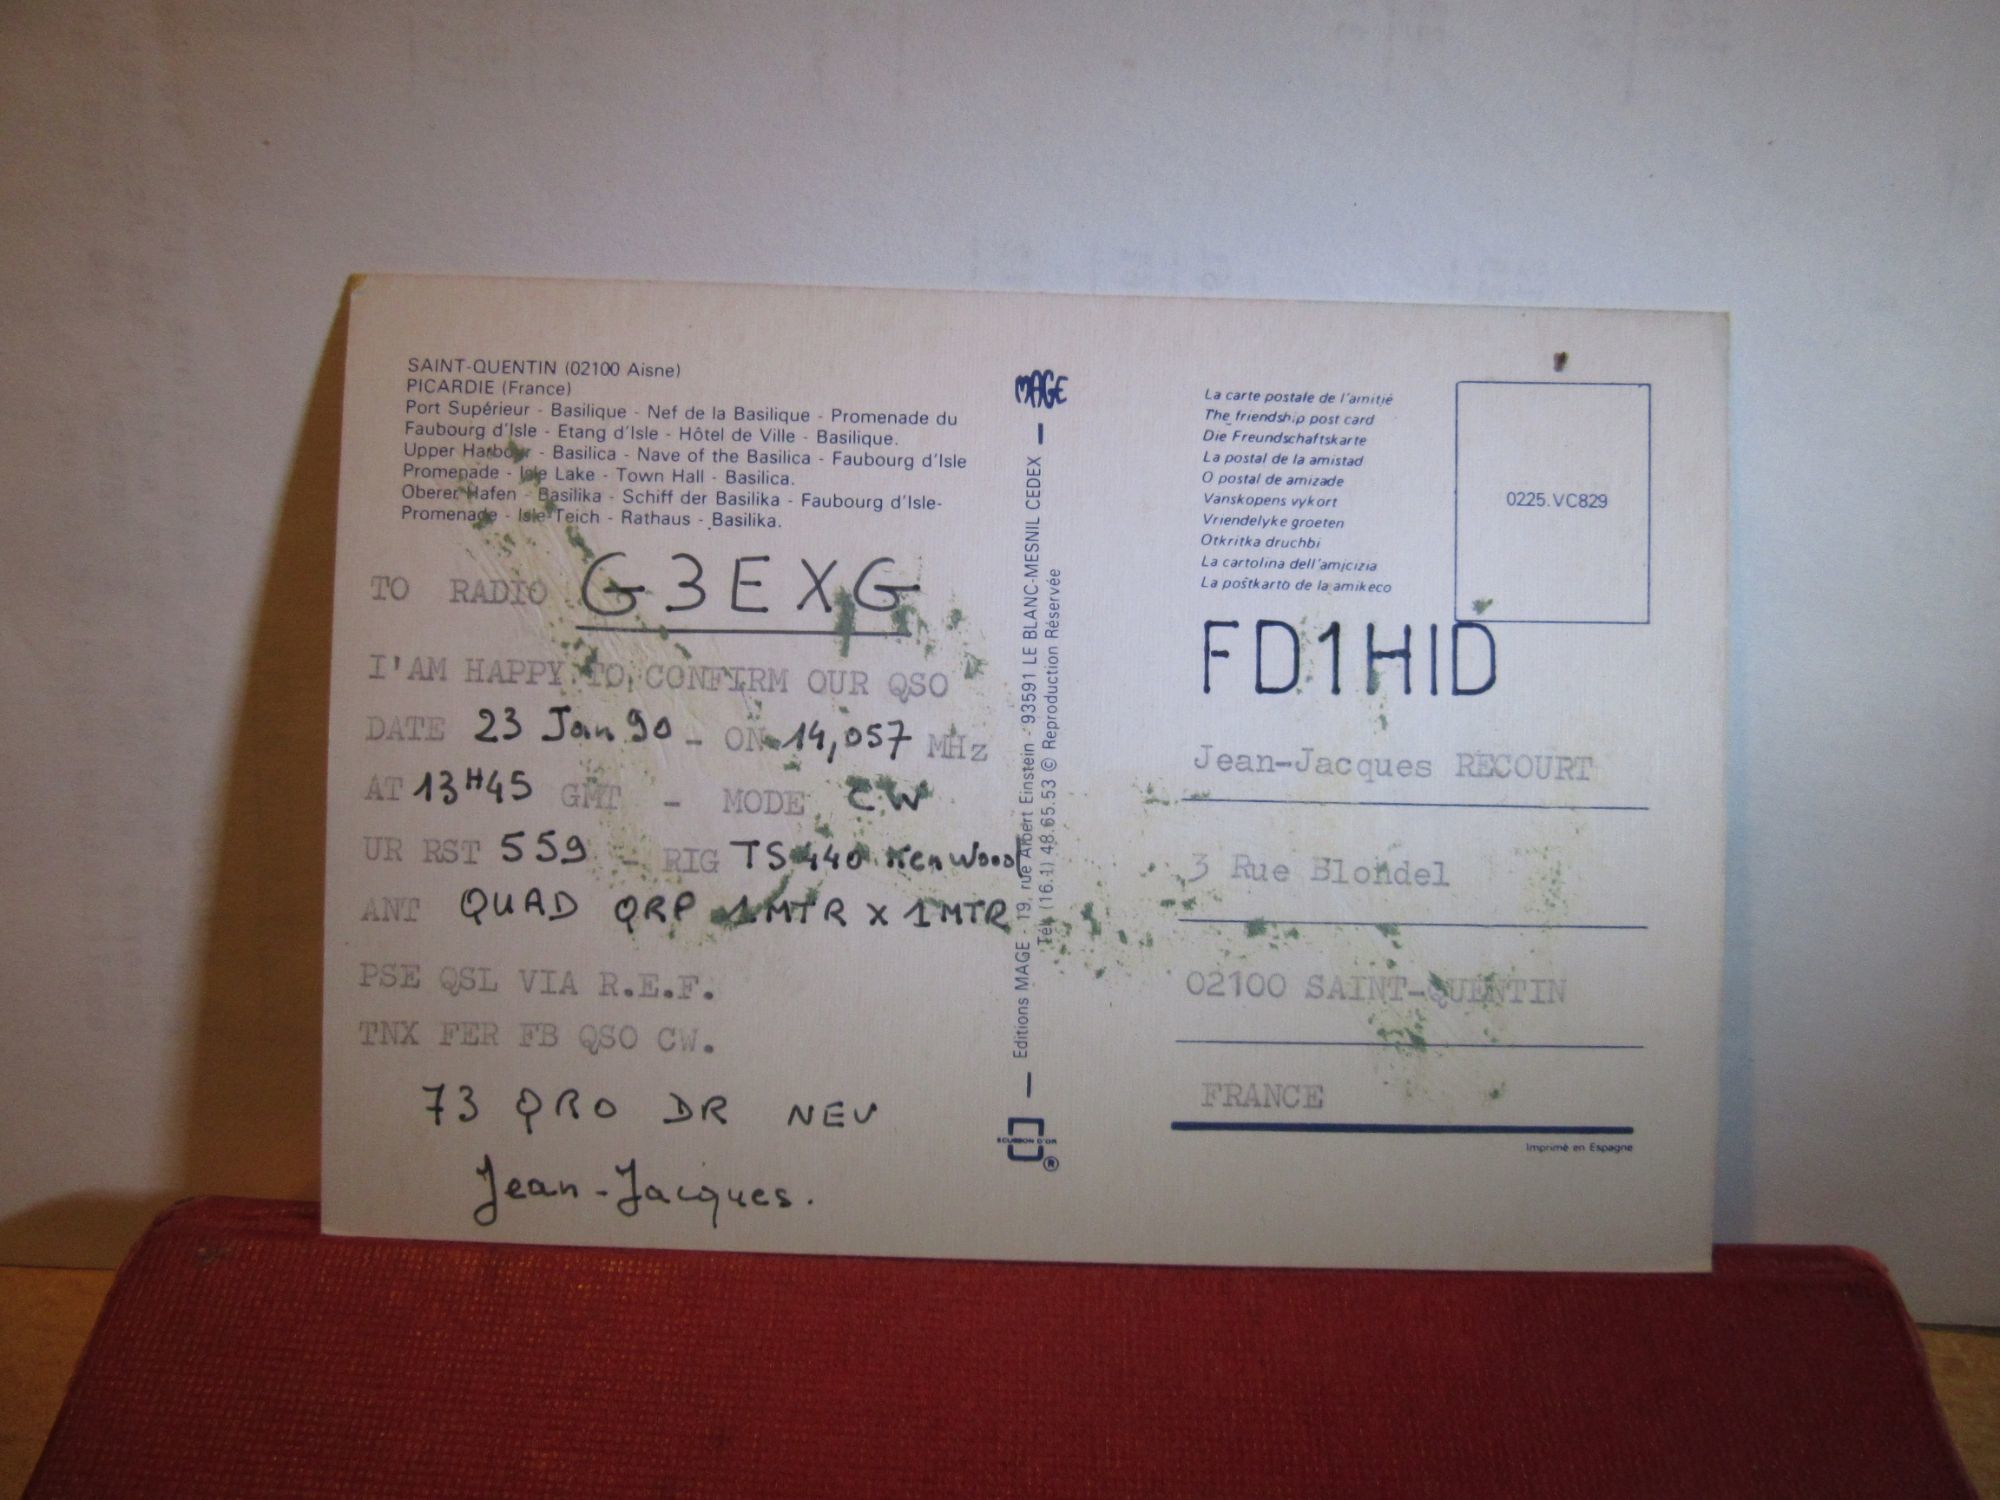 SAINT-QUENTIN (02100 Aisne)
PICARDIE (France)
Port Supérieur - Basilique - Nef de la Basilique - Promenade du
Faubourg d'Isle - Etang d'Isle - Hôtel de Ville - Basilique.
Upper Harbour - Basilica - Nave of the Basilica - Faubourg d'Isle
Promenade - Isle Lake - Town Hall - Basilica.
Oberer Hafen - Basilika - Schiff der Basilika - Faubourg d'Isle-
Promenade - Isle-Teich - Rathaus - Basilika.
TO RADIO G3EXG
I'AM HAPPY TO CONFIRM OUR QSO
DATE 23 Jan 90 - ON 14,057 MHz
AT 13H45 GMT - MODE CW
UR RST 559 - RIG TS 440 Kenwood
ANT QUAD QRP 1MTR X 1MTR
PSE QSL VIA R.E.F.
TNX FER FB QSO CW.
73 QRO DR NEV
Jean-Jacques.
MAGE
Editions MAGE - 19, rue Albert Einstein - 93591 LE BLANC-MESNIL CEDEX
Tél. (16.1) 48.65.53 © Reproduction Réservée
ECUSSON D'OR
®
La carte postale de l'amitié
The friendship post card
Die Freundschaftskarte
La postal de la amistad
O postal de amizade
Vanskopens vykort
Vriendelyke groeten
Otkritka druchbi
La cartolina dell'amicizia
La poŝtkarto de la amikeco
0225.VC829
FD1HID
Jean-Jacques RECOURT
3 Rue Blondel
02100 SAINT-QUENTIN
FRANCE
Imprimé en Espagne